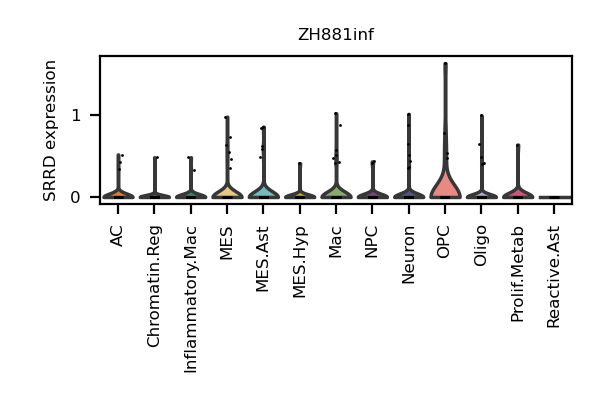 ZH881inf
SRRD expression
1
0
AC
Chromatin.Reg
Inflammatory.Mac
MES
MES.Ast
MES.Hyp
Mac
NPC
Neuron
OPC
Oligo
Prolif.Metab
Reactive.Ast